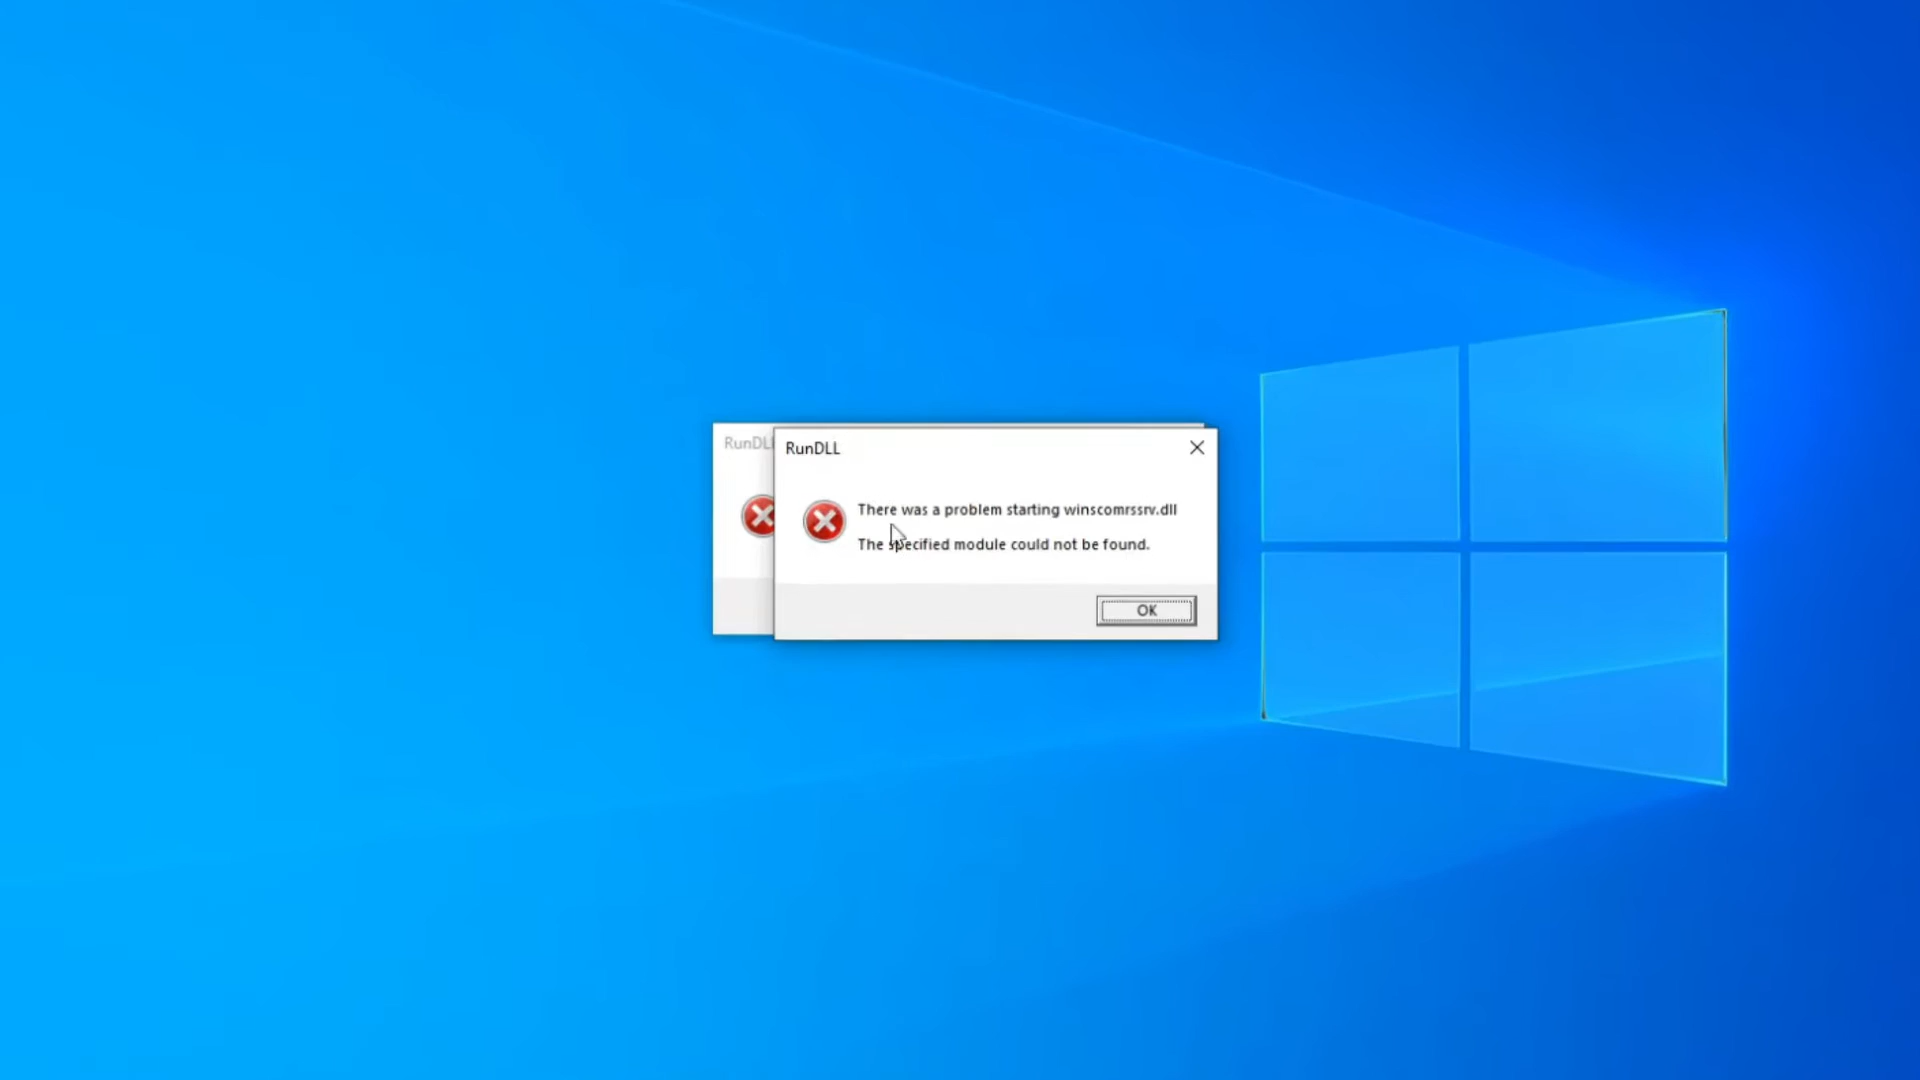 RunDLL
RunDLL
There was a problem starting winscomrssrv.dll
The specified module could not be found.
OK